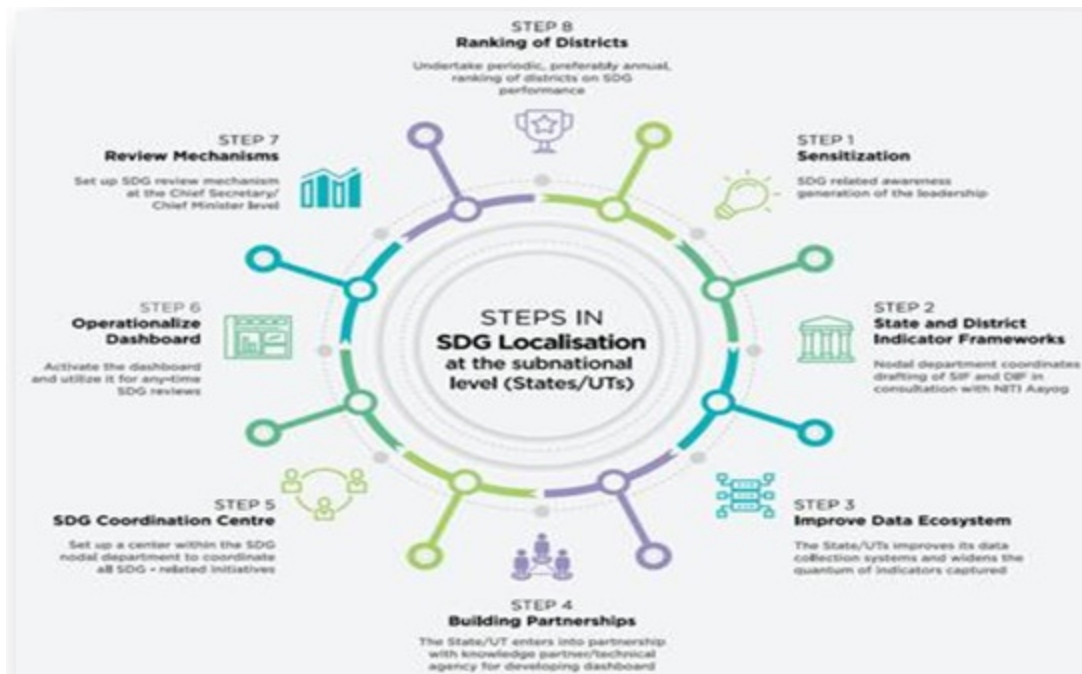 STEP 8
Ranking of Districts
Undertake periodic, preferably annual,
ranking of districts on SDG
performance
STEP 1
Sensitization
SDG related awareness
generation of the leadership
STEP 2
State and District
Indicator Frameworks
Nodal department coordinates
drafting of SIF and DIF in
consultation with NITI Aayog
STEP 3
Improve Data Ecosystem
The State/UTs improves its data
collection systems and widens the
quantum of indicators captured
STEP 4
Building Partnerships
The State/UT enters into partnership
with knowledge partner/technical
agency for developing dashboard
STEP 5
SDG Coordination Centre
Set up a center within the SDG
nodal department to coordinate
all SDG - related initiatives
STEP 6
Operationalize
Dashboard
Activate the dashboard
and utilize it for any-time
SDG reviews
STEP 7
Review Mechanisms
Set up SDG review mechanism
at the Chief Secretary/
Chief Minister level
STEPS IN
SDG Localisation
at the subnational
level (States/UTs)